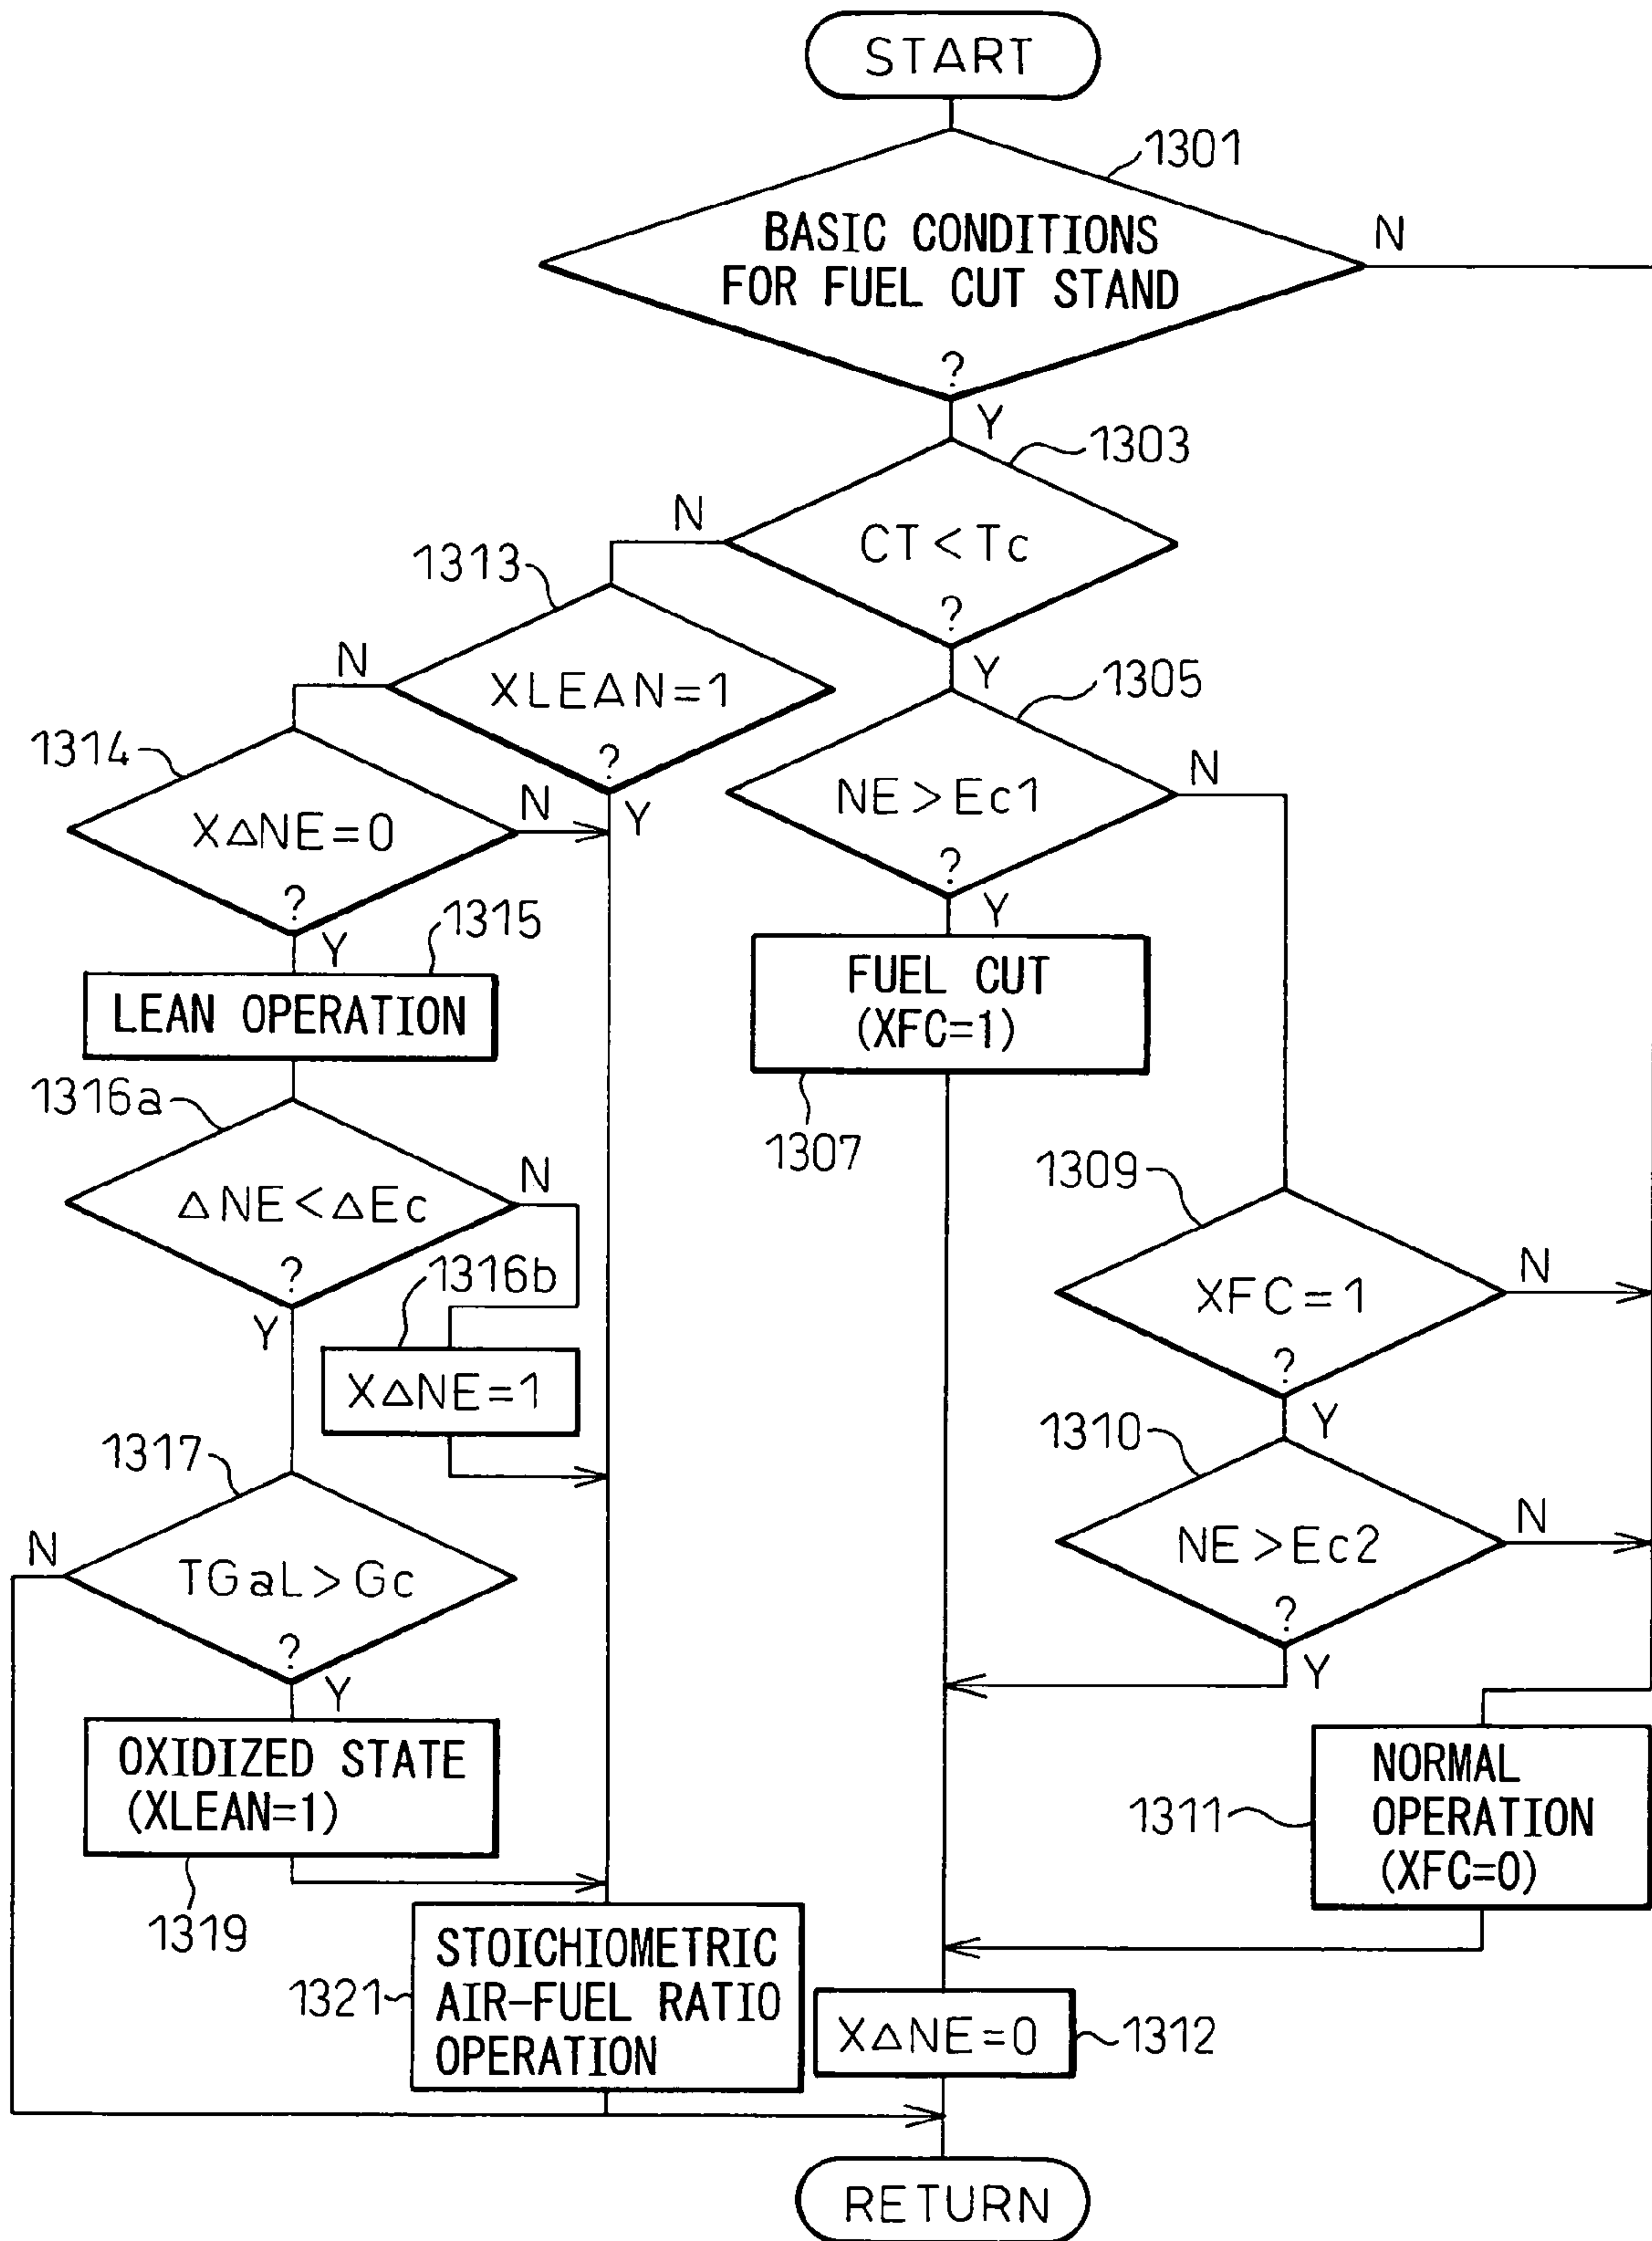 START
1301
BASIC CONDITIONS
FOR FUEL CUT STAND
?
N
Y
1303
CT<Tc
?
N
Y
1313
XLEΔN=1
?
N
Y
1305
NE>Ec1
?
N
Y
1314
XΔNE=0
?
N
Y
1315
LEAN OPERATION
FUEL CUT
(XFC=1)
1307
1316a
ΔNE<ΔEc
?
N
Y
1316b
XΔNE=1
1309
XFC=1
?
N
Y
1317
TGaL>Gc
?
N
Y
1310
NE>Ec2
?
N
Y
OXIDIZED STATE
(XLEAN=1)
1319
1311
NORMAL
OPERATION
(XFC=0)
1321
STOICHIOMETRIC
AIR-FUEL RATIO
OPERATION
XΔNE=0
1312
RETURN